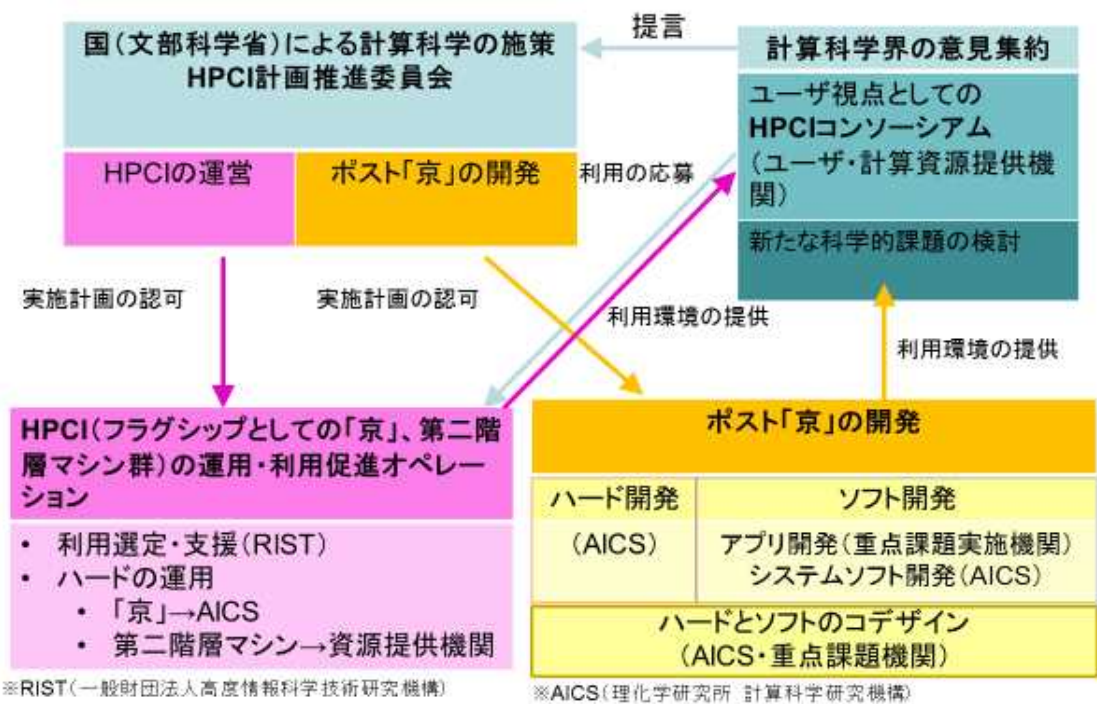 提言
国(文部科学省)による計算科学の施策
HPCI計画推進委員会
計算科学界の意見集約
ユーザ視点としての
HPCIコンソーシアム
(ユーザ・計算資源提供機
関)
新たな科学的課題の検討
HPCIの運営
ポスト「京」の開発
利用の応募
実施計画の認可
実施計画の認可
利用環境の提供
利用環境の提供
HPCI(フラグシップとしての「京」、第二階
層マシン群)の運用・利用促進オペレー
ション
• 利用選定・支援(RIST)
• ハードの運用
• 「京」→AICS
• 第二階層マシン→資源提供機関
※RIST(一般財団法人高度情報科学技術研究機構)
ポスト「京」の開発
ハード開発
(AICS)
ソフト開発
アプリ開発(重点課題実施機関)
システムソフト開発(AICS)
ハードとソフトのコデザイン
(AICS・重点課題機関)
※AICS(理化学研究所 計算科学研究機構)